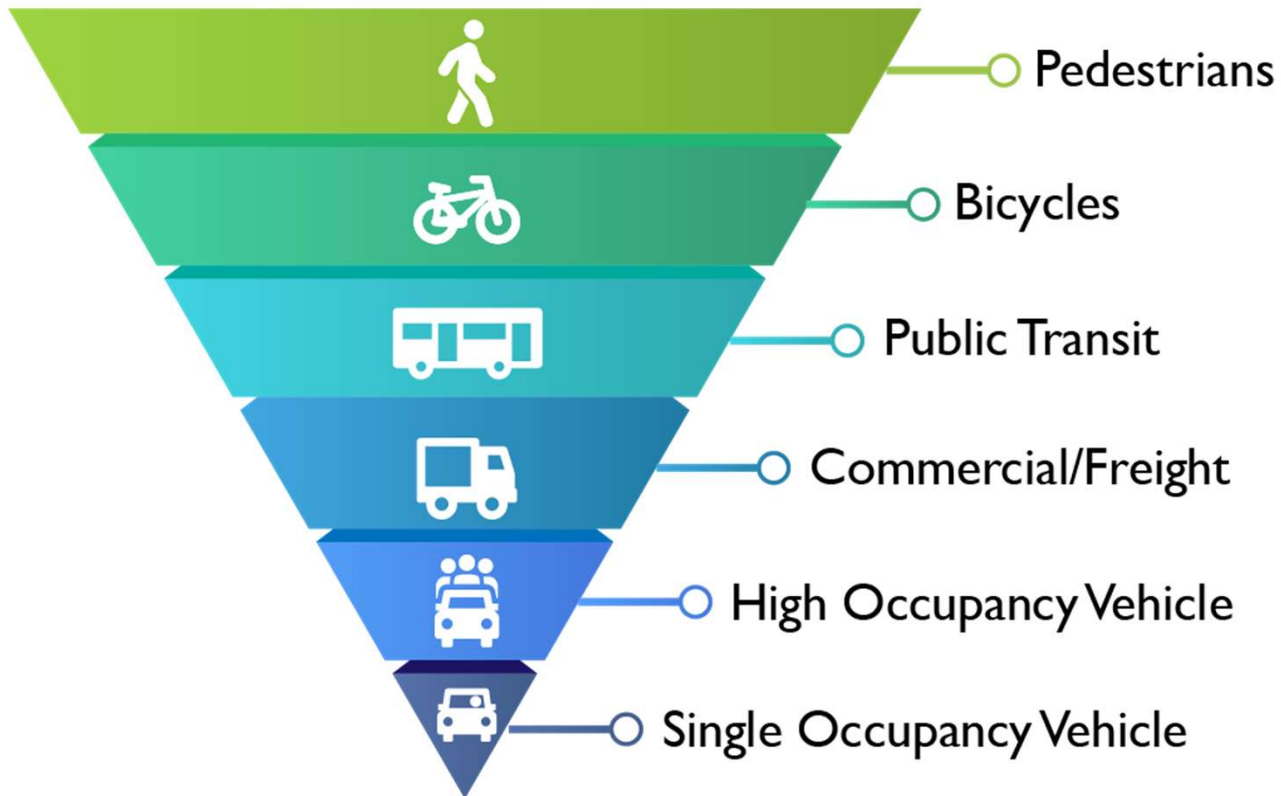 Pedestrians
Bicycles
Public Transit
Commercial/Freight
High Occupancy Vehicle
Single Occupancy Vehicle